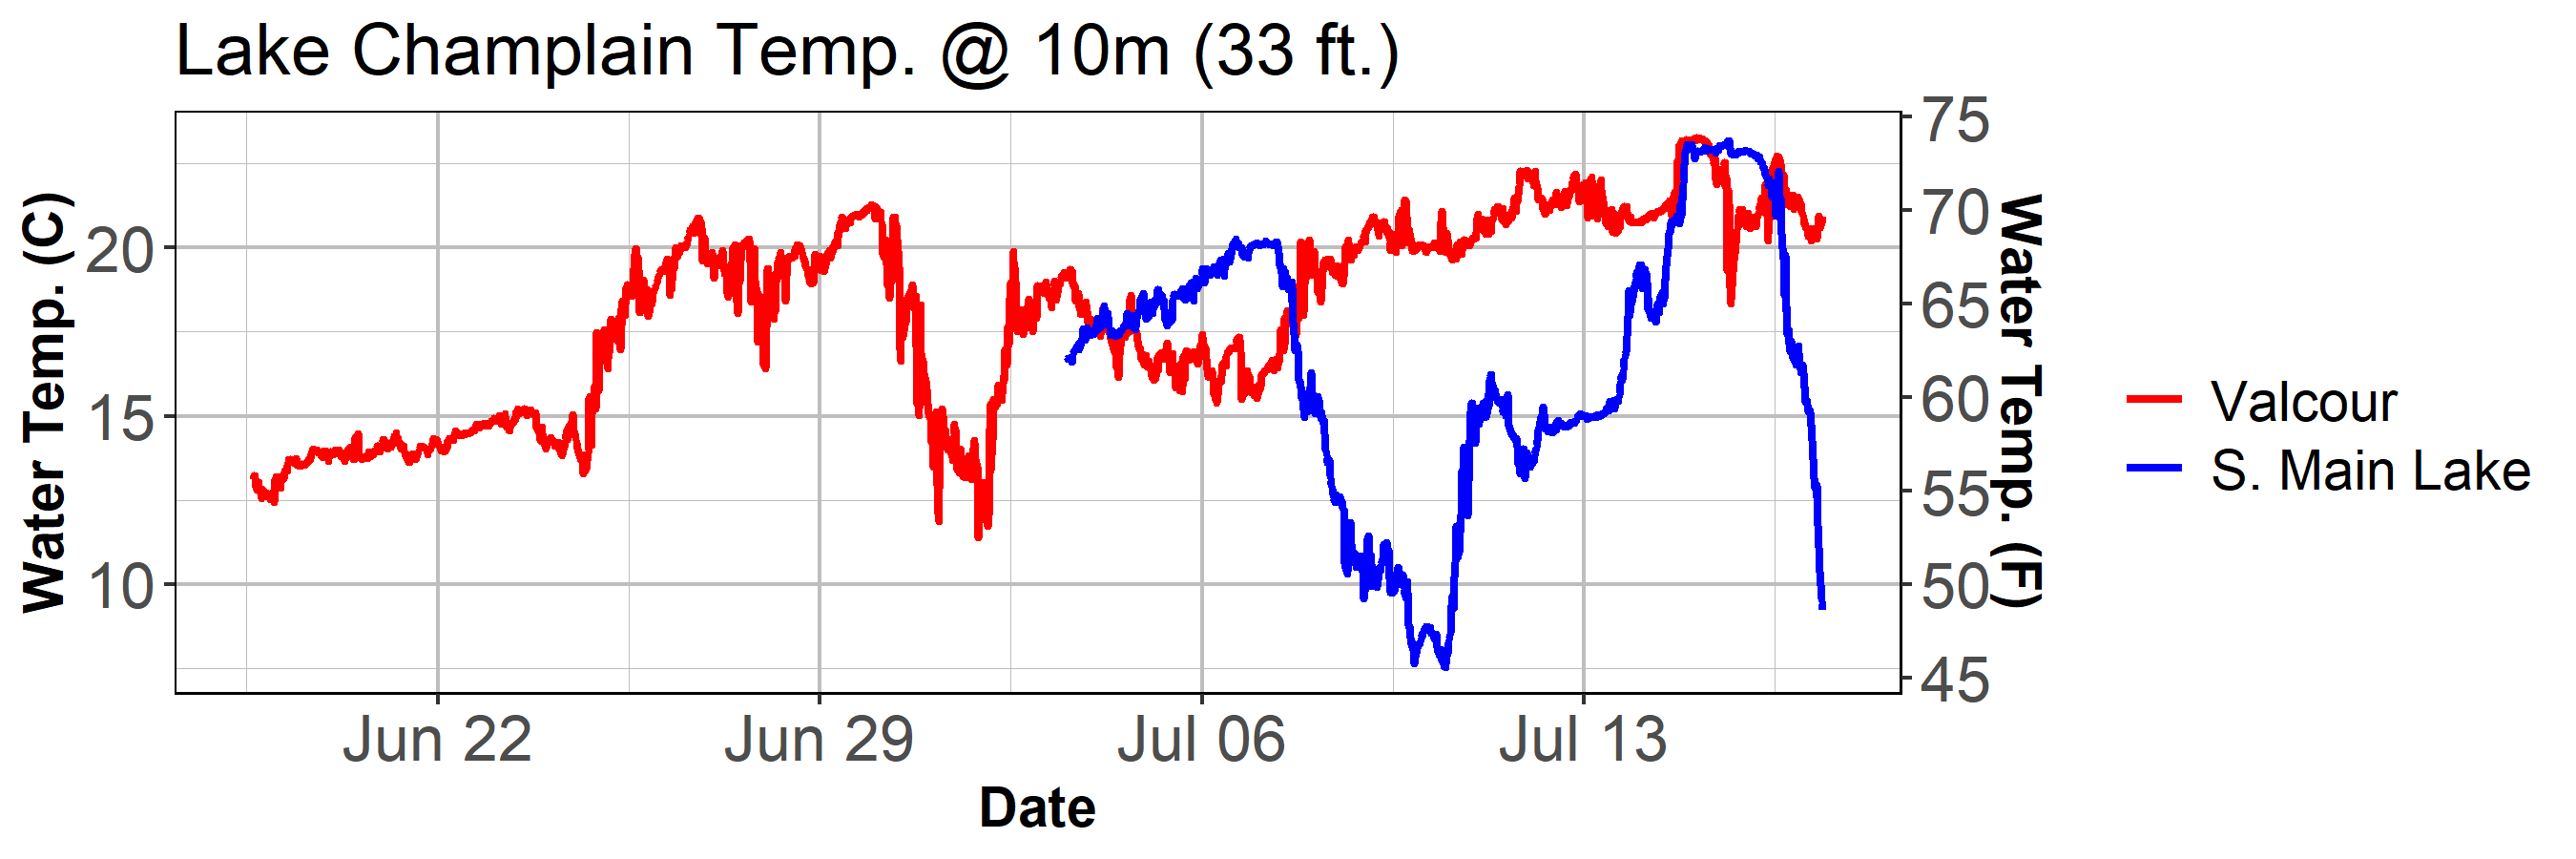 Lake Champlain Temp. @ 10m (33 ft.)
Water Temp. (C)
20
15
10
75
70
65
60
55
50
45
Water Temp. (F)
Jun 22
Jun 29
Jul 06
Jul 13
Date
Valcour
S. Main Lake